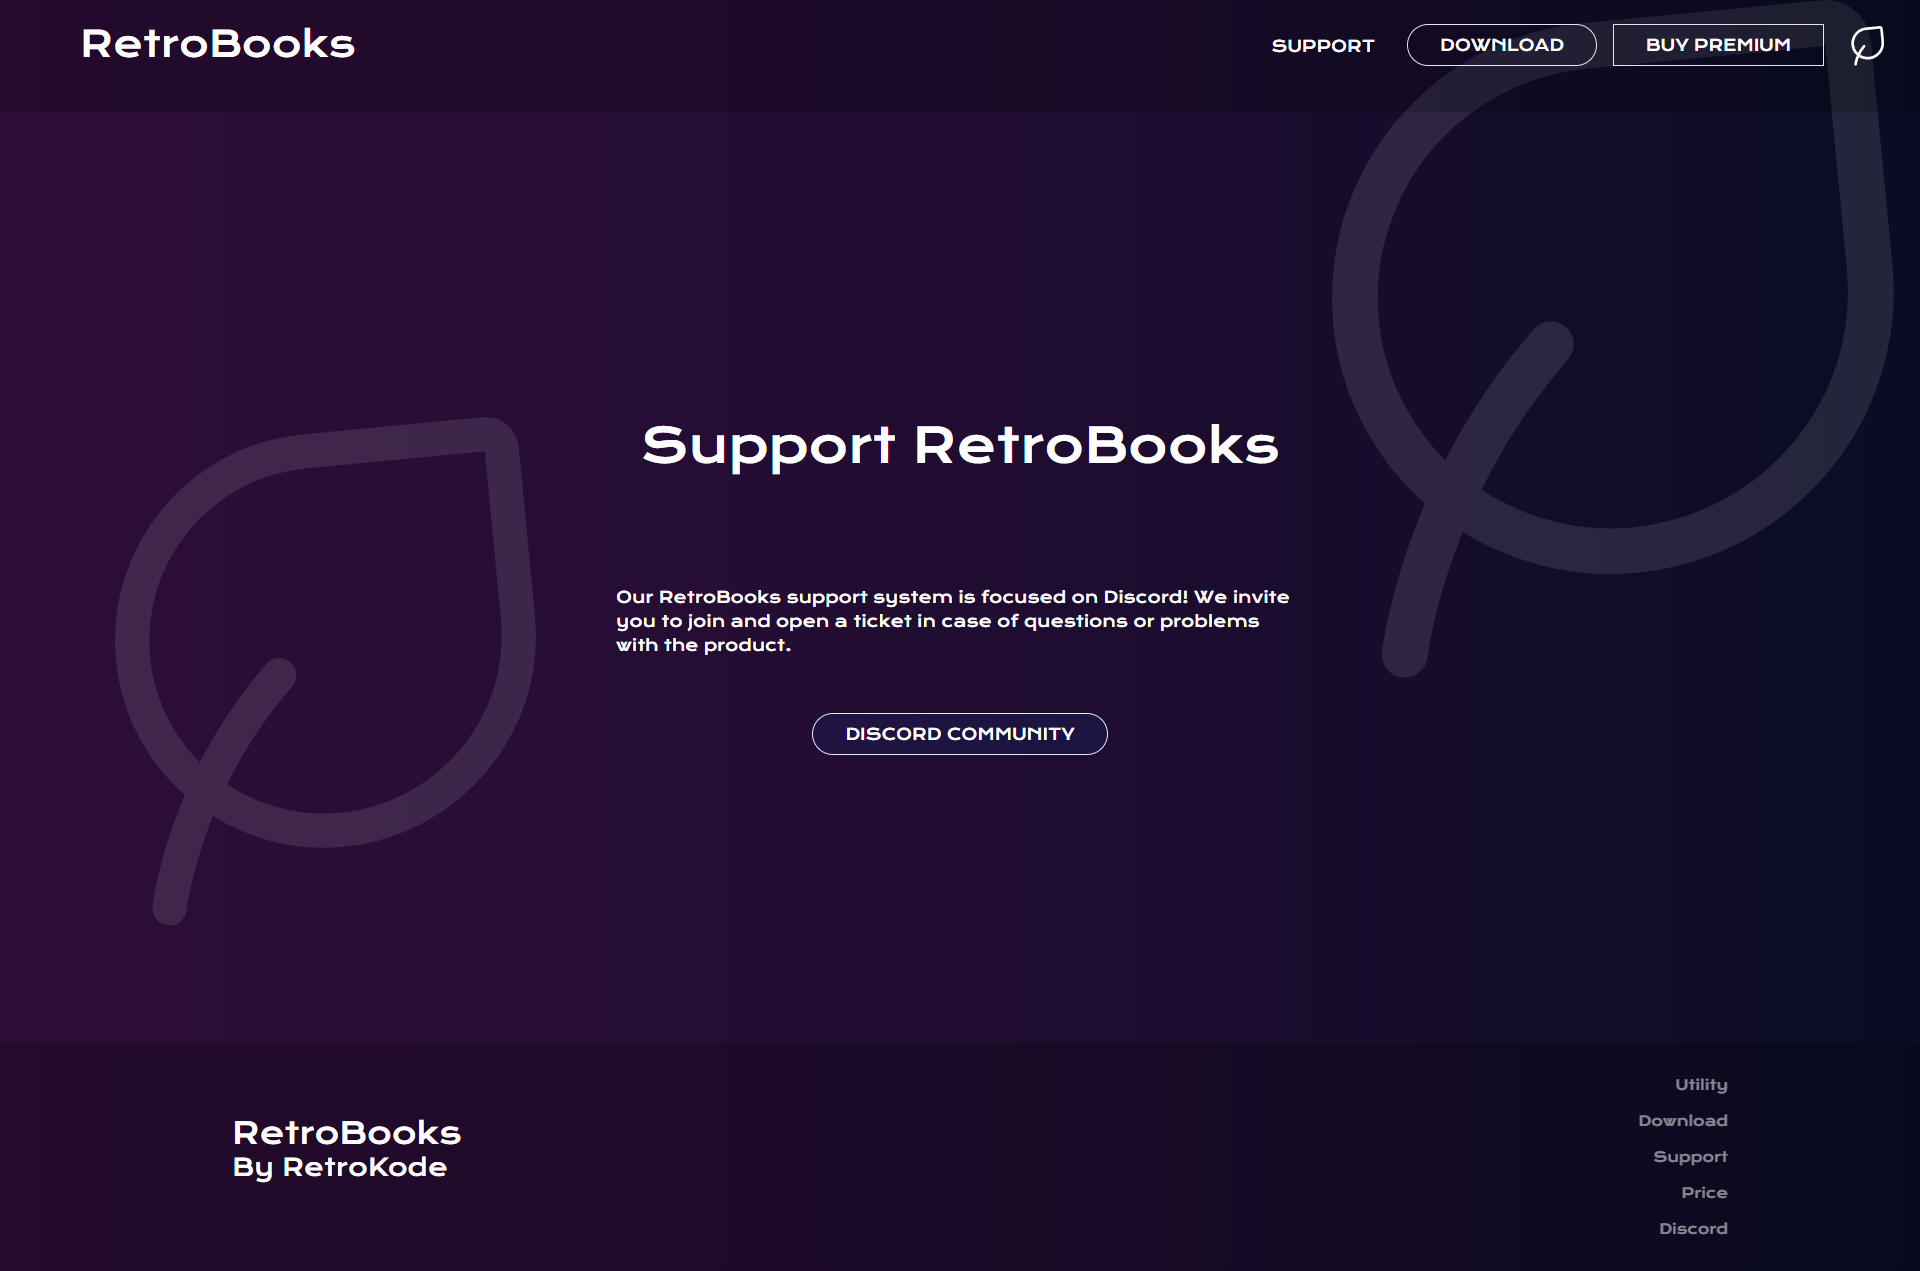 RetroBooks
SUPPORT
DOWNLOAD
BUY PREMIUM
Support RetroBooks
Our RetroBooks support system is focused on Discord! We invite
you to join and open a ticket in case of questions or problems
with the product.
DISCORD COMMUNITY
RetroBooks
By RetroKode
Utility
Download
Support
Price
Discord